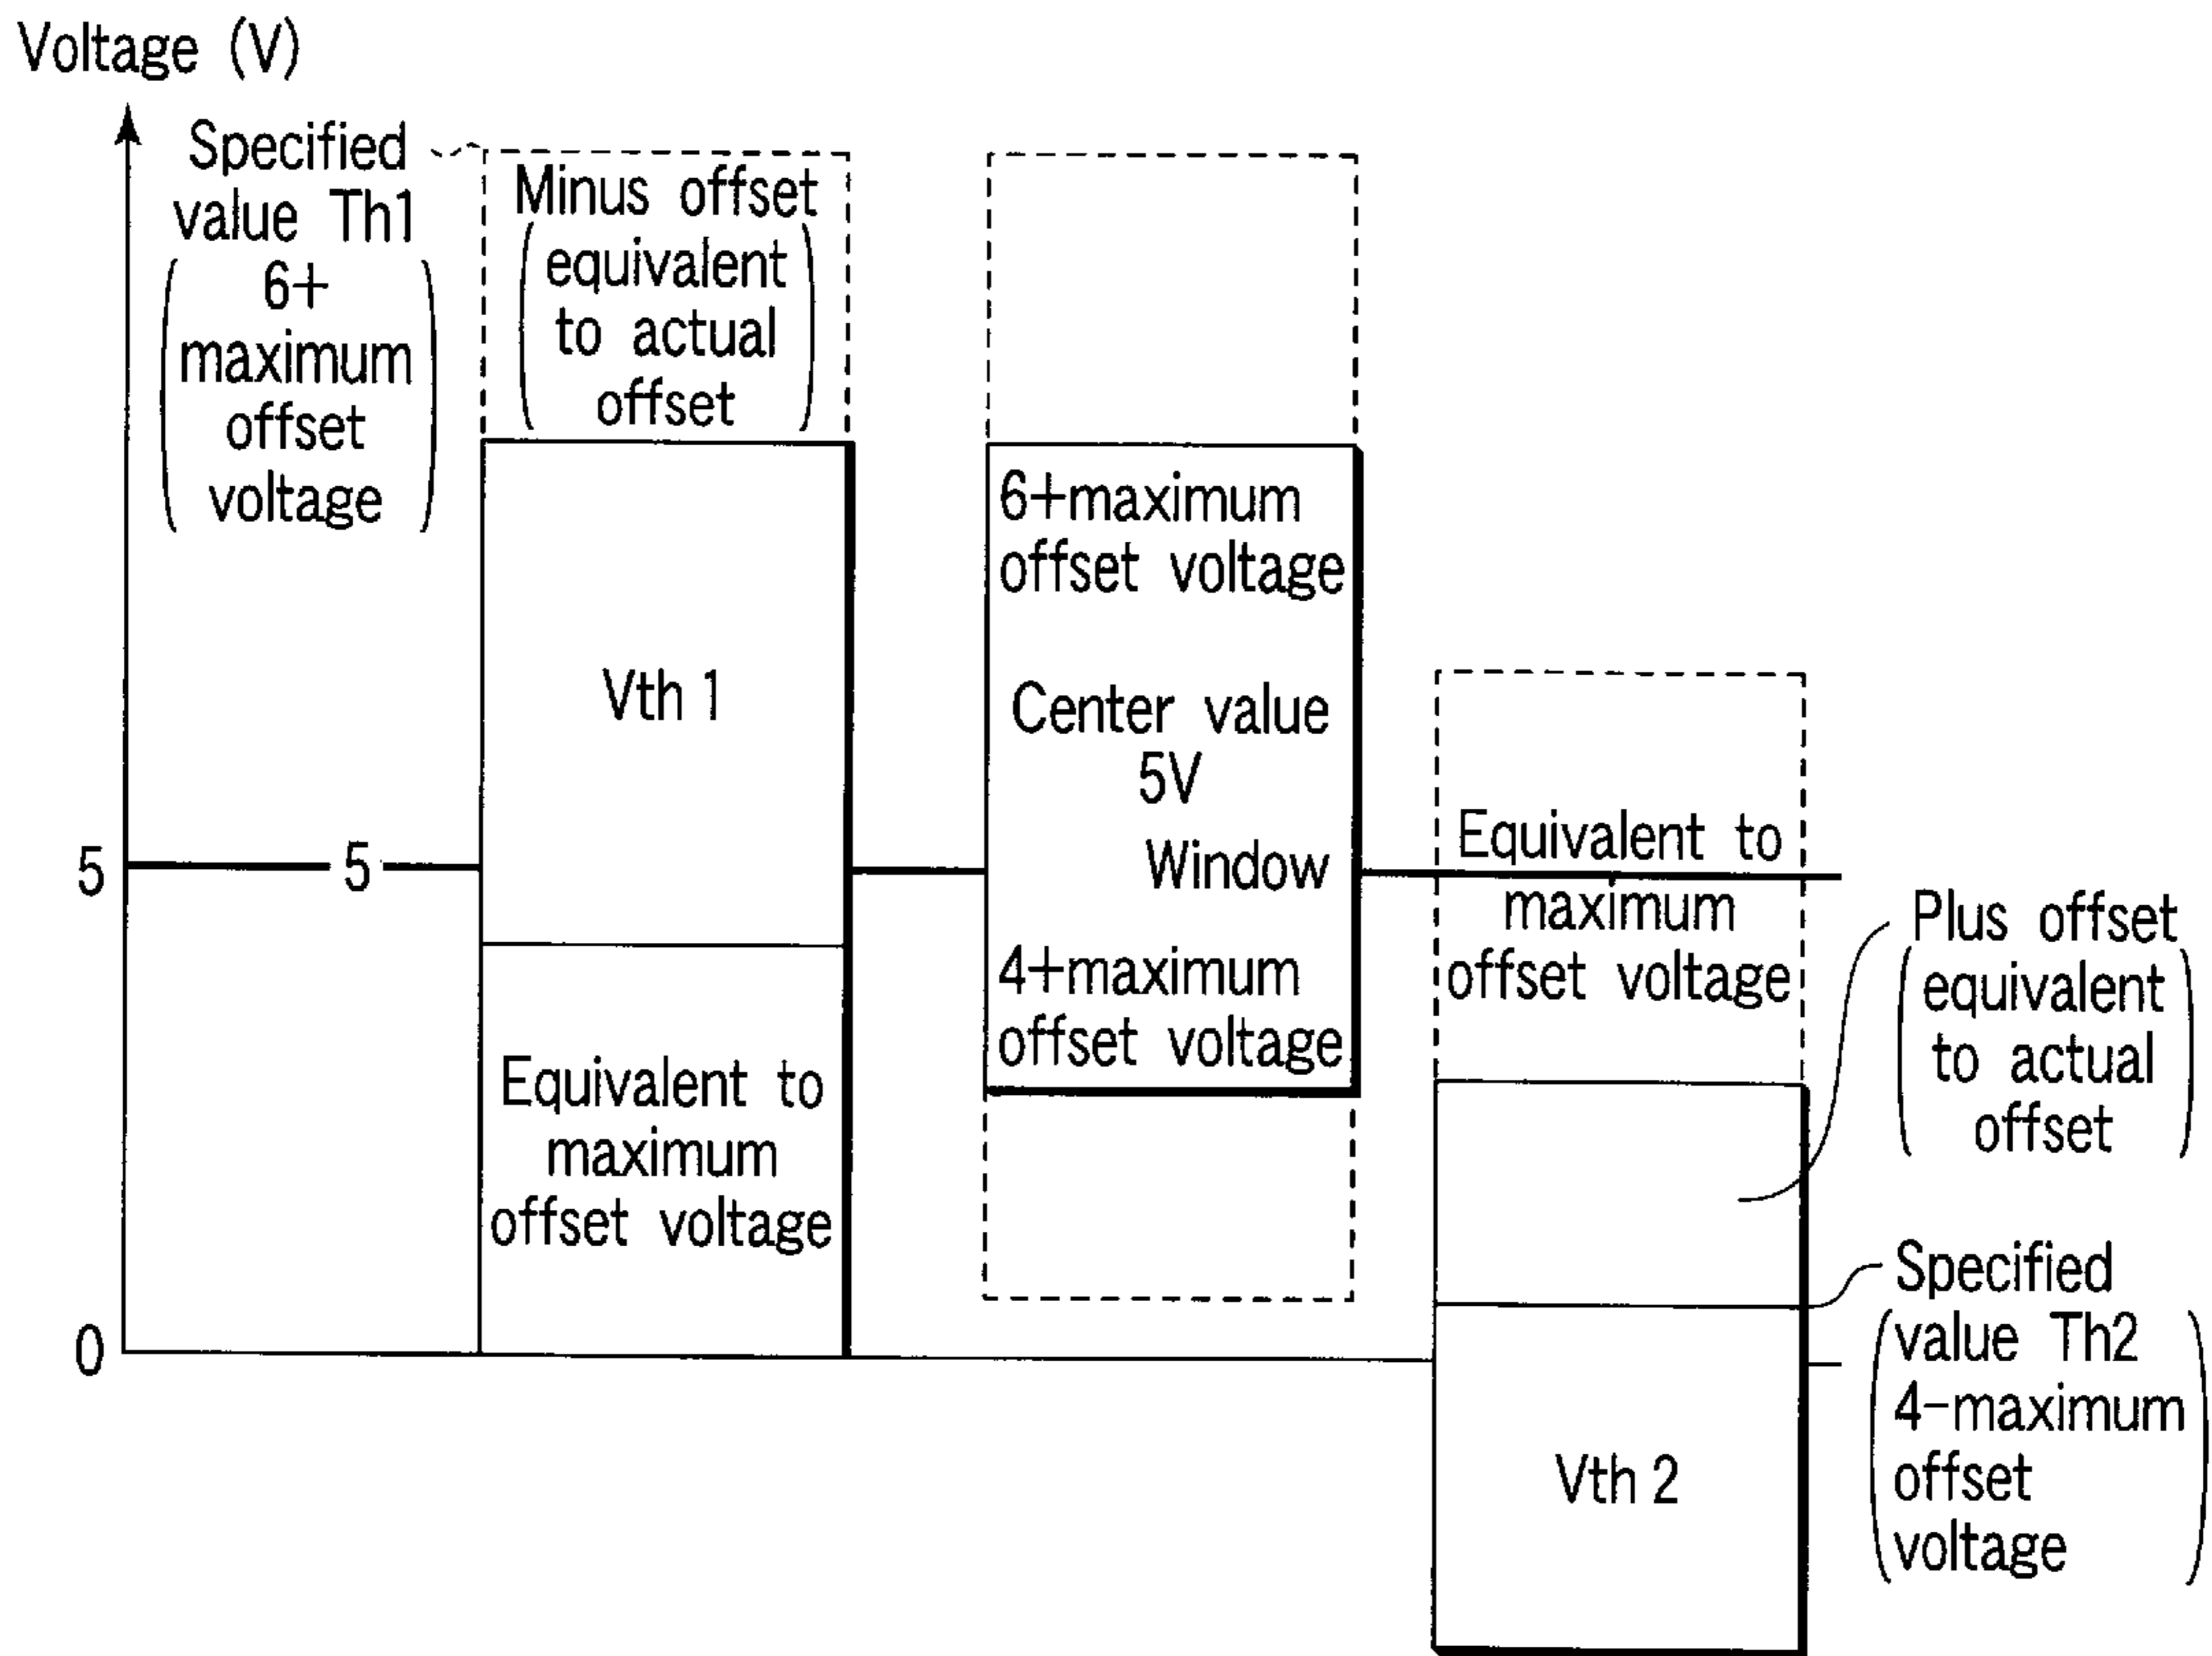 Voltage (V)
Specified
value Th1
6+
maximum
offset
voltage
Minus offset
equivalent
to actual
offset
Vth 1
Equivalent to
maximum
offset voltage
5
5
0
6+maximum
offset voltage
Center value
5V
Window
4+maximum
offset voltage
Equivalent to
maximum
offset voltage
Plus offset
equivalent
to actual
offset
Specified
value Th2
4-maximum
offset
voltage
Vth 2